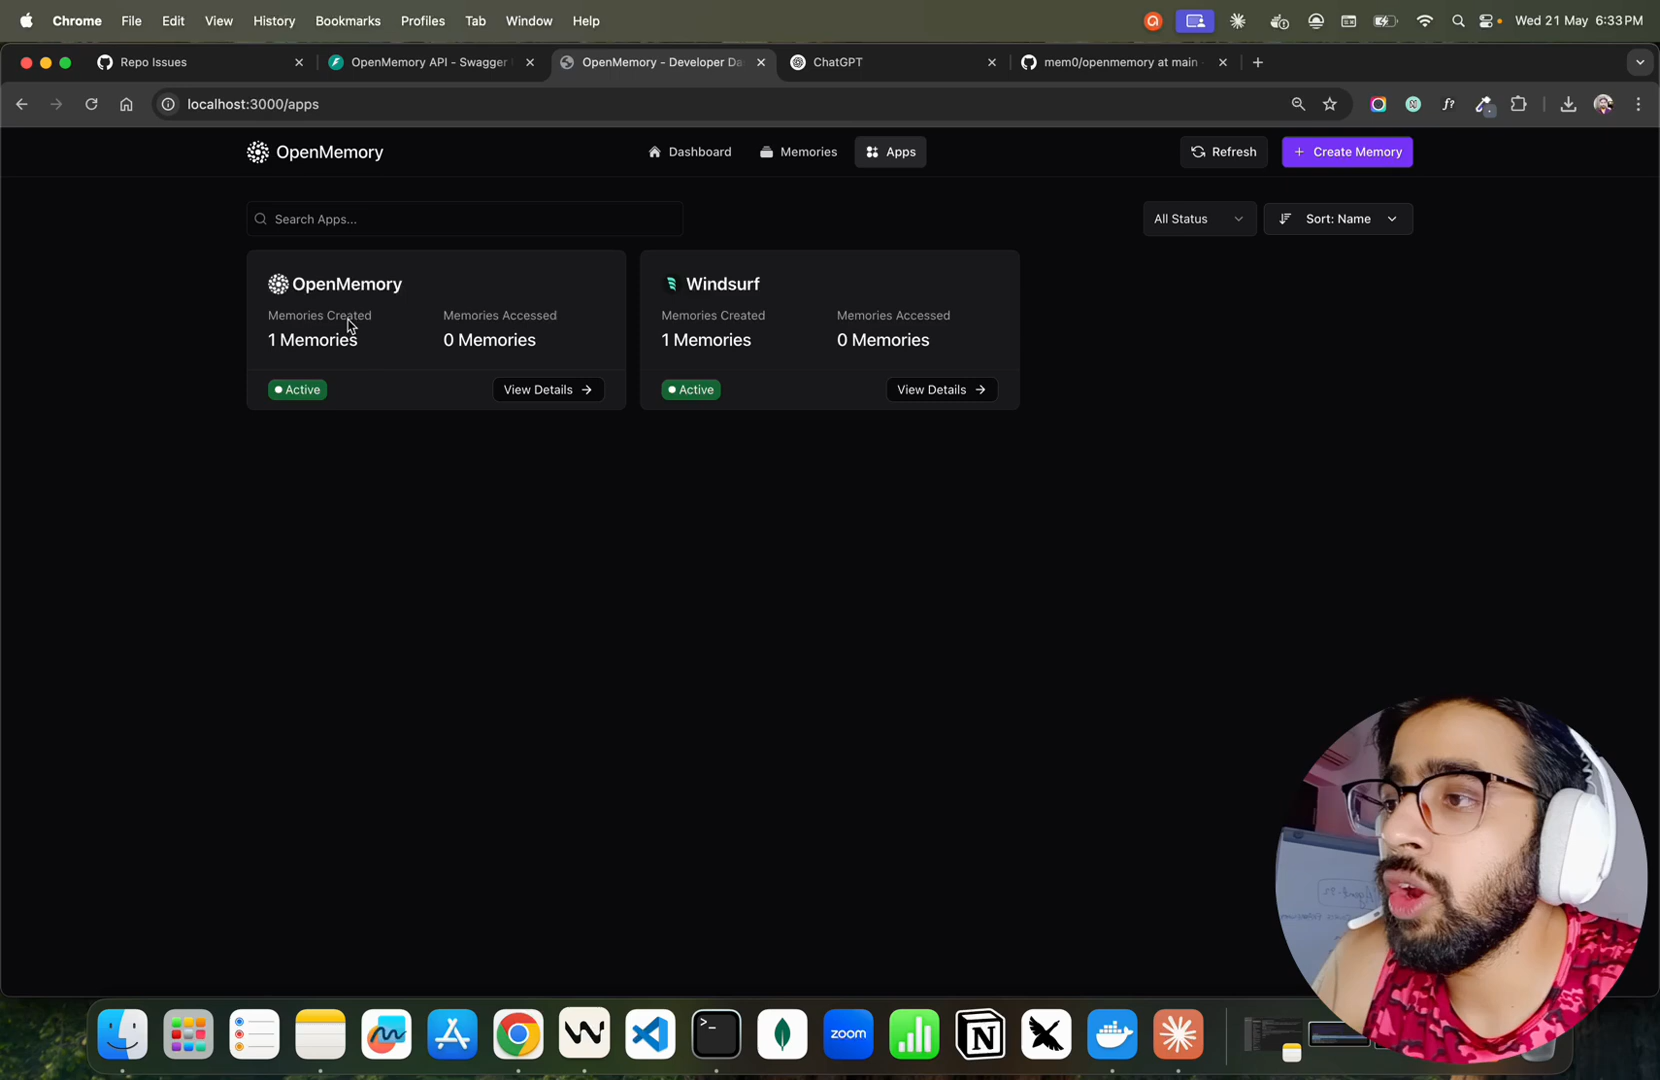 Chrome File Edit View History Bookmarks Profiles Tab Window Help Wed 21 May 6:33 PM
Repo Issues OpenMemory API - Swagger OpenMemory - Developer Da ChatGPT mem0/openmemory at main
localhost:3000/apps
OpenMemory Dashboard Memories Apps Refresh + Create Memory
Search Apps... All Status Sort: Name
OpenMemory
Memories Created Memories Accessed
1 Memories 0 Memories
Active View Details
Windsurf
Memories Created Memories Accessed
1 Memories 0 Memories
Active View Details
zoom